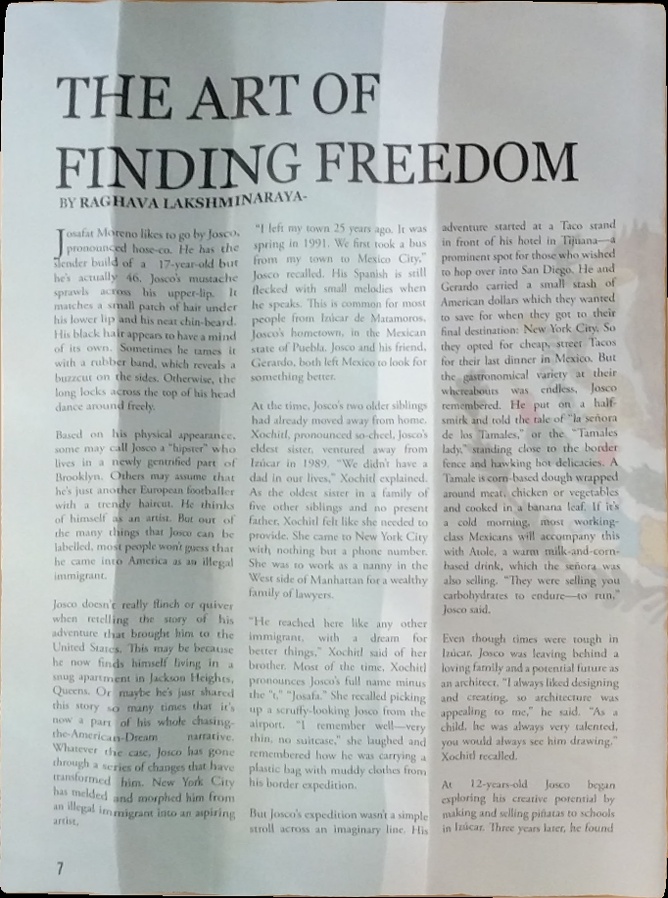 THE ART OF
FINDING FREEDOM
BY RAGHAVA LAKSHMINARAYA-
Josafat Moreno likes to go by Josco,
pronounced hose-co. He has the
slender build of a 17-year-old but
he's actually 46. Josco's mustache
sprawls across his upper-lip. It
matches a small patch of hair under
his lower lip and his neat chin-beard.
His black hair appears to have a mind
of its own. Sometimes he tames it
with a rubber band, which reveals a
buzzcut on the sides. Otherwise, the
long locks across the top of his head
dance around freely.
Based on his physical appearance,
some may call Josco a "hipster" who
lives in a newly gentrified part of
Brooklyn. Others may assume that
he's just another European footballer
with a trendy haircut. He thinks
of himself as an artist. But out of
the many things that Josco can be
labelled, most people won't guess that
he came into America as an illegal
immigrant.
Josco doesn't really flinch or quiver
when retelling the story of his
adventure that brought him to the
United States. This may be because
he now finds himself living in a
snug apartment in Jackson Heights,
Queens. Or maybe he's just shared
this story so many times that it's
now a part of his whole chasing-
the-American-Dream narrative.
Whatever the case, Josco has gone
through a series of changes that have
transformed him. New York City
has melded and morphed him from
an illegal immigrant into an aspiring
artist.
"I left my town 25 years ago. It was
spring in 1991. We first took a bus
from my town to Mexico City,"
Josco recalled. His Spanish is still
flecked with small melodies when
he speaks. This is common for most
people from Izúcar de Matamoros,
Josco's hometown, in the Mexican
state of Puebla. Josco and his friend,
Gerardo, both left Mexico to look for
something better.
At the time, Josco's two older siblings
had already moved away from home.
Xochitl, pronounced so-cheel, Josco's
eldest sister, ventured away from
Izúcar in 1989. "We didn't have a
dad in our lives," Xochitl explained.
As the oldest sister in a family of
five other siblings and no present
father, Xochitl felt like she needed to
provide. She came to New York City
with nothing but a phone number.
She was to work as a nanny in the
West side of Manhattan for a wealthy
family of lawyers.
"He reached here like any other
immigrant, with a dream for
better things," Xochitl said of her
brother. Most of the time, Xochitl
pronounces Josco's full name minus
the "t," "Josafa." She recalled picking
up a scruffy-looking Josco from the
airport. "I remember well—very
thin, no suitcase," she laughed and
remembered how he was carrying a
plastic bag with muddy clothes from
his border expedition.
But Josco's expedition wasn't a simple
stroll across an imaginary line. His
adventure started at a Taco stand
in front of his hotel in Tijuana—a
prominent spot for those who wished
to hop over into San Diego. He and
Gerardo carried a small stash of
American dollars which they wanted
to save for when they got to their
final destination: New York City. So
they opted for cheap, street Tacos
for their last dinner in Mexico. But
the gastronomical variety at their
whereabouts was endless, Josco
remembered. He put on a half-
smirk and told the tale of "la señora
de los Tamales," or the "Tamales
lady," standing close to the border
fence and hawking hot delicacies. A
Tamale is corn-based dough wrapped
around meat, chicken or vegetables
and cooked in a banana leaf. If it's
a cold morning, most working-
class Mexicans will accompany this
with Atole, a warm milk-and-corn-
based drink, which the señora was
also selling. "They were selling you
carbohydrates to endure—to run,"
Josco said.
Even though times were tough in
Izúcar, Josco was leaving behind a
loving family and a potential future as
an architect. "I always liked designing
and creating, so architecture was
appealing to me," he said. "As a
child, he was always very talented,
you would always see him drawing,"
Xochitl recalled.
At 12-years-old Josco began
exploring his creative potential by
making and selling piñatas to schools
in Izúcar. Three years later, he found
7